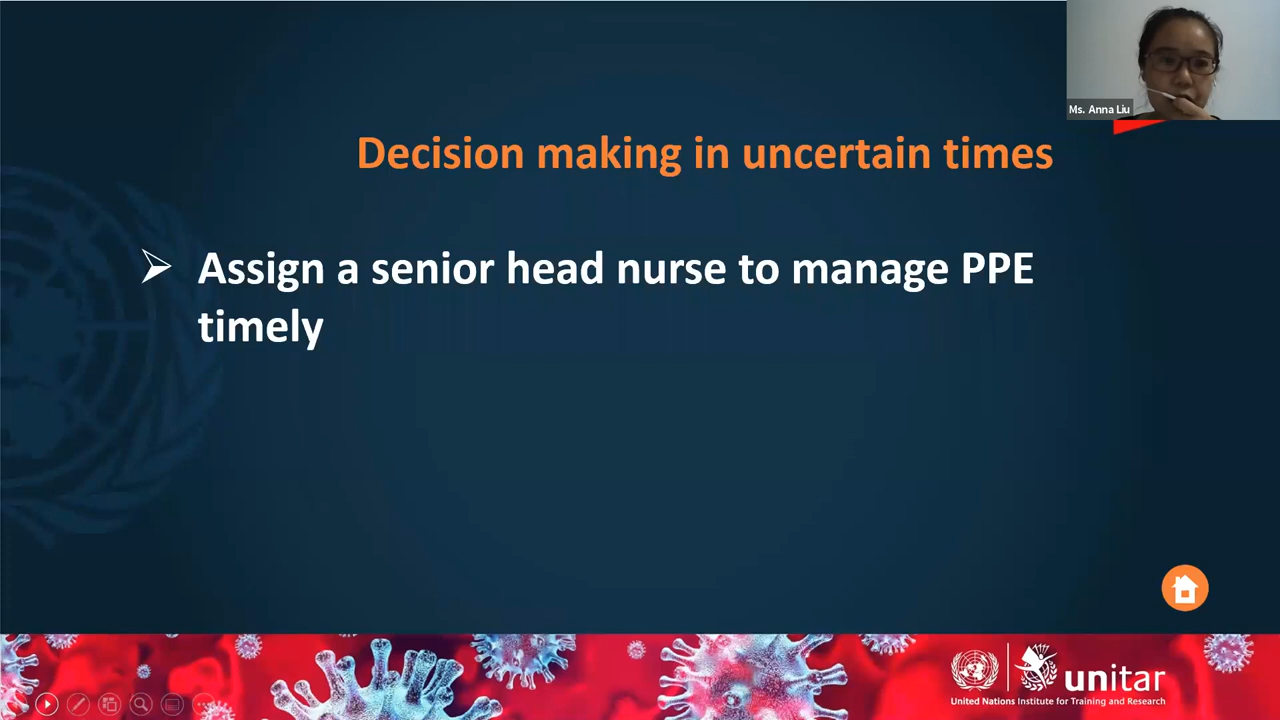 Ms. Anna Liu
Decision making in uncertain times
Assign a senior head nurse to manage PPE
timely
unitar
United Nations Institute for Training and Research